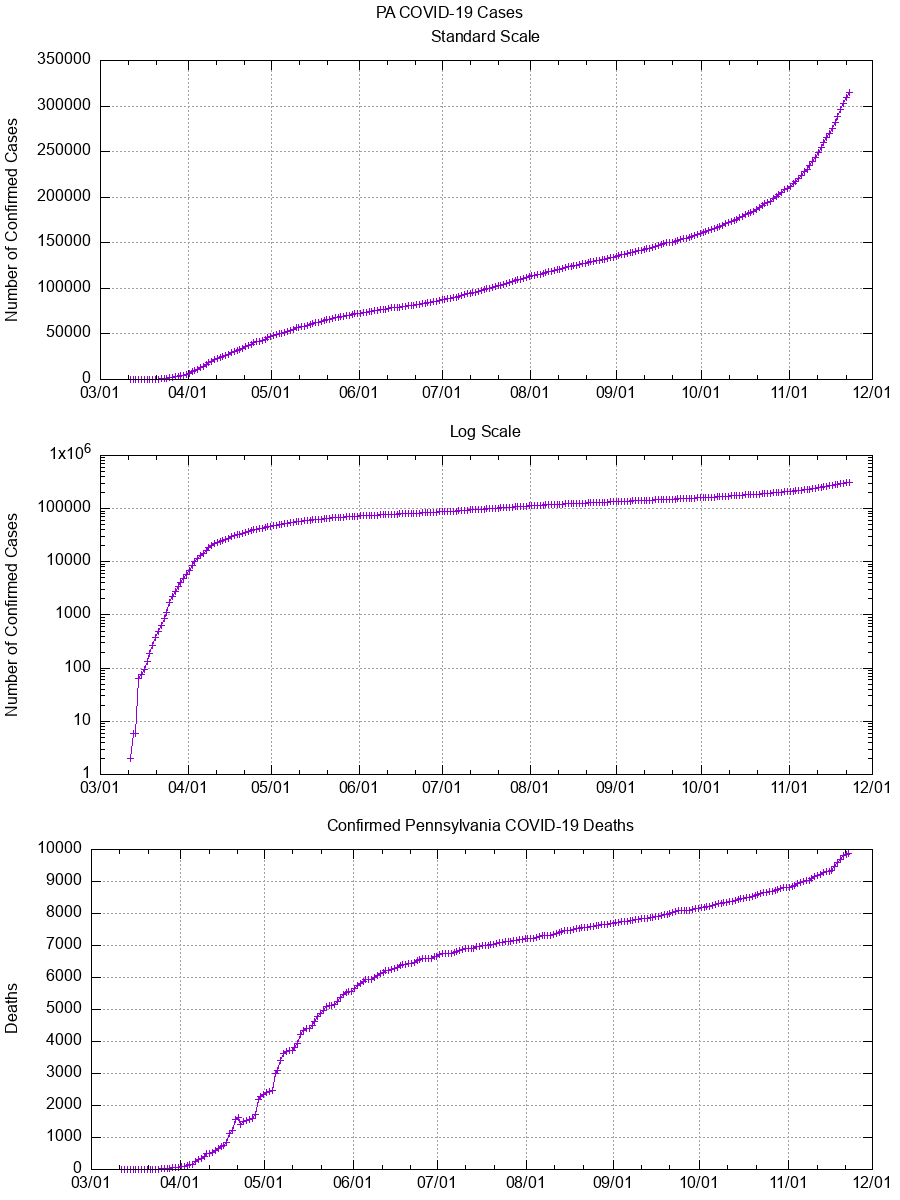 PA COVID-19 Cases
Standard Scale
350000
300000
250000
200000
150000
100000
50000
0
Number of Confirmed Cases
03/01 04/01 05/01 06/01 07/01 08/01 09/01 10/01 11/01 12/01
Log Scale
1x10⁶
100000
10000
1000
100
10
1
Number of Confirmed Cases
03/01 04/01 05/01 06/01 07/01 08/01 09/01 10/01 11/01 12/01
Confirmed Pennsylvania COVID-19 Deaths
10000
9000
8000
7000
6000
5000
4000
3000
2000
1000
0
Deaths
03/01 04/01 05/01 06/01 07/01 08/01 09/01 10/01 11/01 12/01